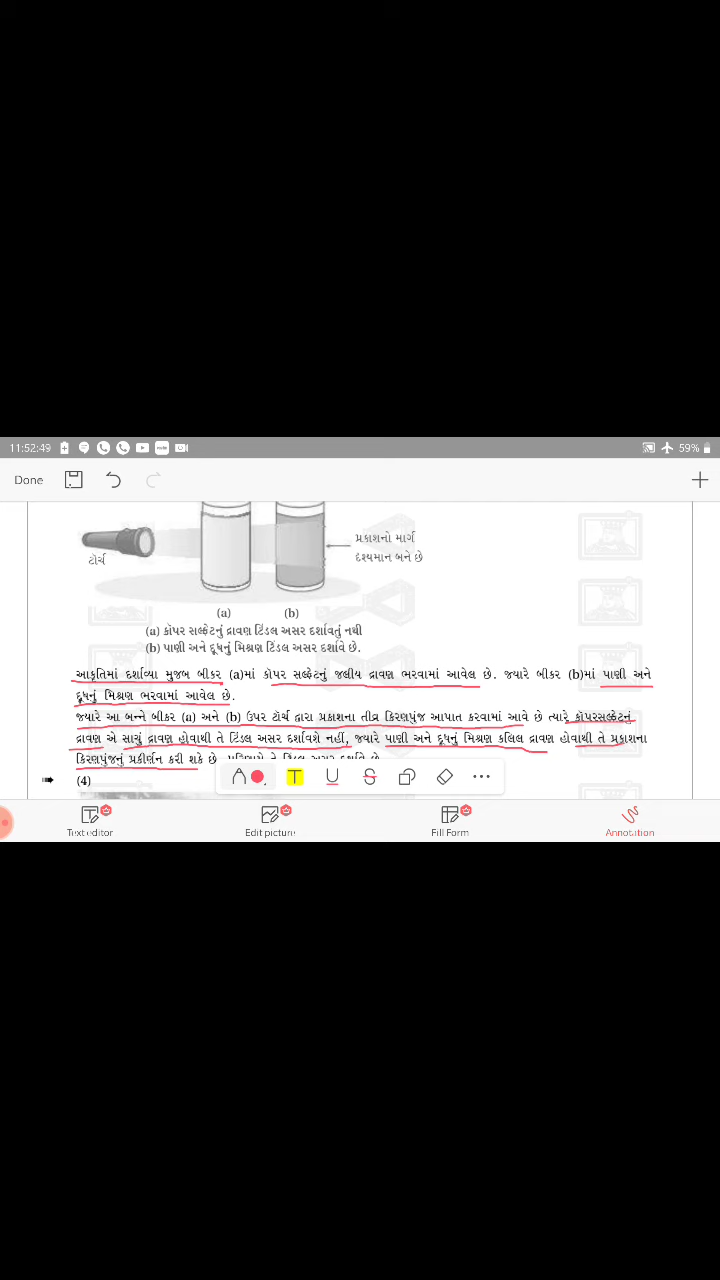 11:52:49
59%
Done
ટૉર્ચ
પ્રકાશનો માર્ગ
દૃશ્યમાન બને છે
(a)
(b)
(a) કૉપર સલ્ફેટનું દ્રાવણ ટિંડલ અસર દર્શાવતું નથી
(b) પાણી અને દૂધનું મિશ્રણ ટિંડલ અસર દર્શાવે છે.
આકૃતિમાં દર્શાવ્યા મુજબ બીકર (a)માં કૉપર સલ્ફેટનું જલીય દ્રાવણ ભરવામાં આવેલ છે. જ્યારે બીકર (b)માં પાણી અને
દૂધનું મિશ્રણ ભરવામાં આવેલ છે.
જ્યારે આ બન્ને બીકર (a) અને (b) ઉપર ટૉર્ચ દ્વારા પ્રકાશના તીવ્ર કિરણપુંજ આપાત કરવામાં આવે છે ત્યારે કૉપરસલ્ફેટનું
દ્રાવણ એ સાચું દ્રાવણ હોવાથી તે ટિંડલ અસર દર્શાવશે નહીં, જ્યારે પાણી અને દૂધનું મિશ્રણ કલિલ દ્રાવણ હોવાથી તે પ્રકાશના
કિરણપુંજનું પ્રકીર્ણન કરી શકે છે
(4)
Text editor
Edit picture
Fill Form
Annotation